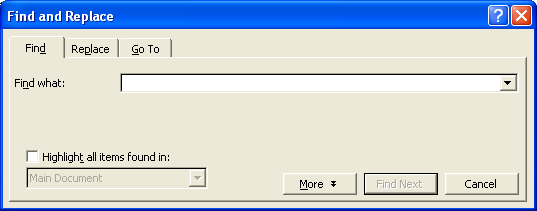 Find and Replace
Find Replace Go To
Find what:
Highlight all items found in:
Main Document
More Find Next Cancel